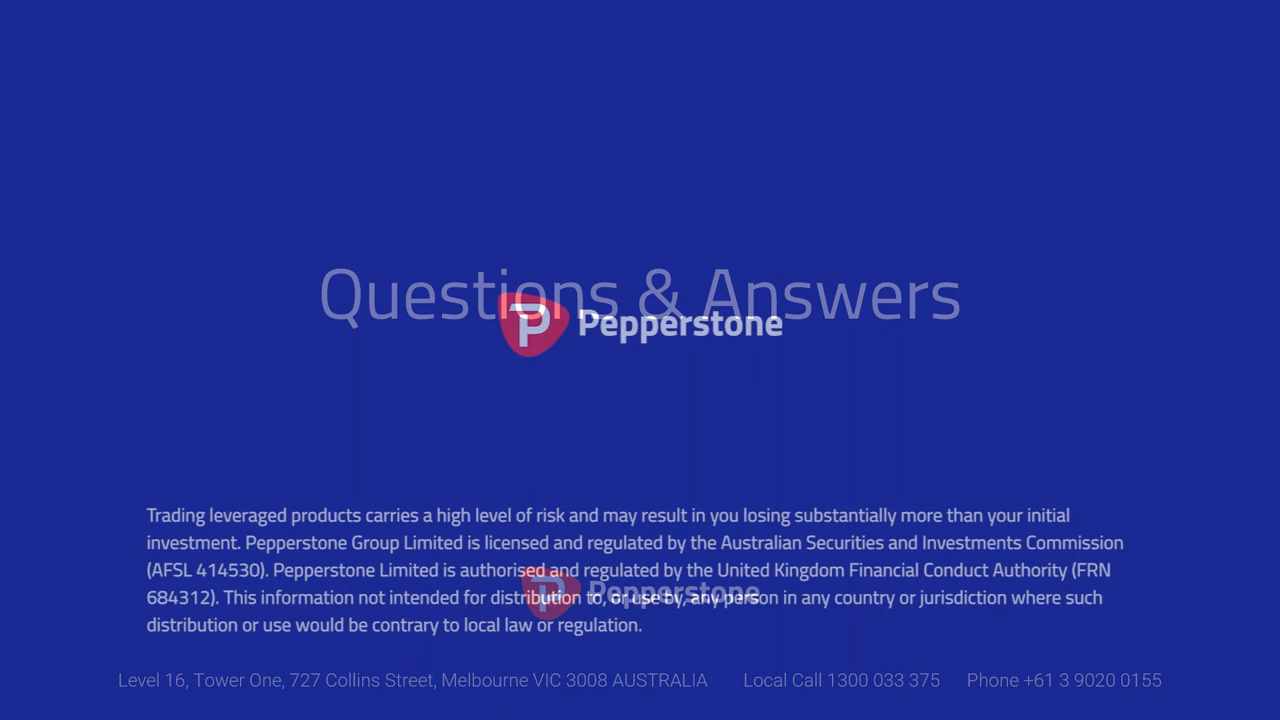 Questions & Answers
Pepperstone
Trading leveraged products carries a high level of risk and may result in you losing substantially more than your initial
investment. Pepperstone Group Limited is licensed and regulated by the Australian Securities and Investments Commission
(AFSL 414530). Pepperstone Limited is authorised and regulated by the United Kingdom Financial Conduct Authority (FRN
684312). This information not intended for distribution to, or use by, any person in any country or jurisdiction where such
distribution or use would be contrary to local law or regulation.
Pepperstone
Level 16, Tower One, 727 Collins Street, Melbourne VIC 3008 AUSTRALIA Local Call 1300 033 375 Phone +61 3 9020 0155